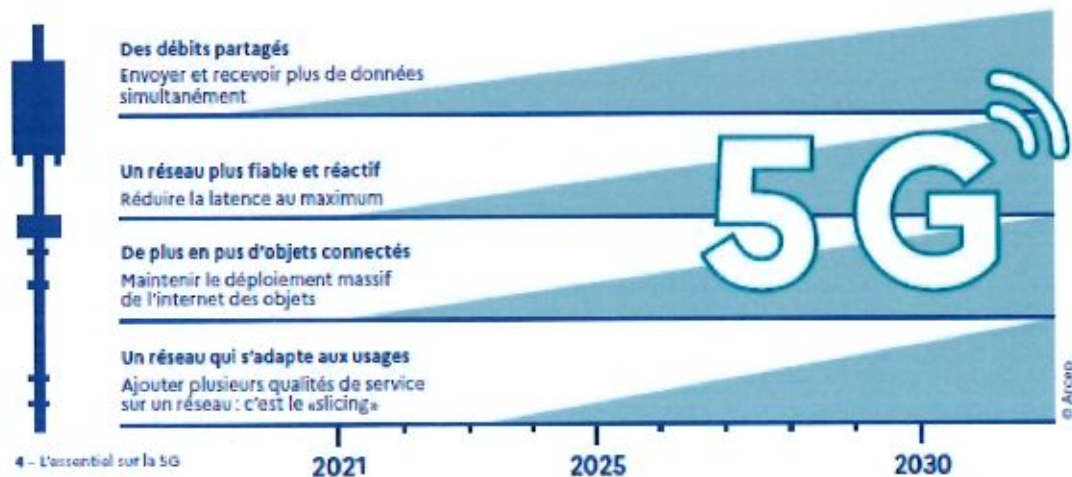 Des débits partagés
Envoyer et recevoir plus de données
simultanément
Un réseau plus fiable et réactif
Réduire la latence au maximum
De plus en pus d'objets connectés
Maintenir le déploiement massif
de l'internet des objets
Un réseau qui s'adapte aux usages
Ajouter plusieurs qualités de service
sur un réseau : c'est le «slicing»
5G
© Arcep
4 – L'essentiel sur la 5G
2021
2025
2030